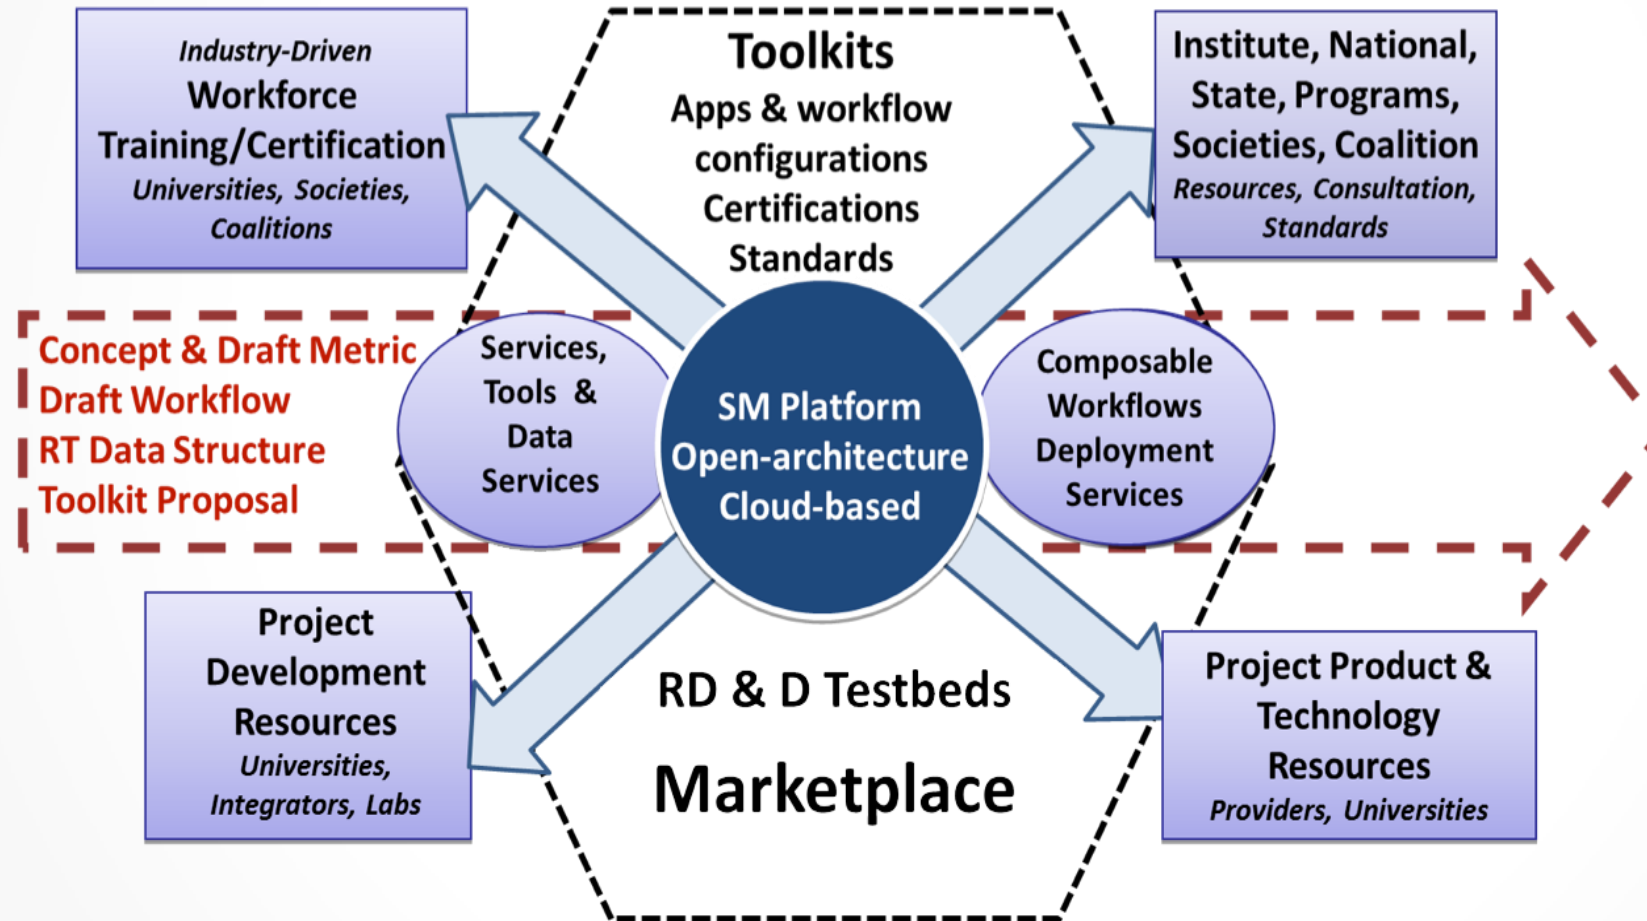 Industry-Driven
Workforce
Training/Certification
Universities, Societies,
Coalitions
Toolkits
Apps & workflow
configurations
Certifications
Standards
Institute, National,
State, Programs,
Societies, Coalition
Resources, Consultation,
Standards
Concept & Draft Metric
Draft Workflow
RT Data Structure
Toolkit Proposal
Services,
Tools &
Data
Services
SM Platform
Open-architecture
Cloud-based
Composable
Workflows
Deployment
Services
Project
Development
Resources
Universities,
Integrators, Labs
RD & D Testbeds
Marketplace
Project Product &
Technology
Resources
Providers, Universities